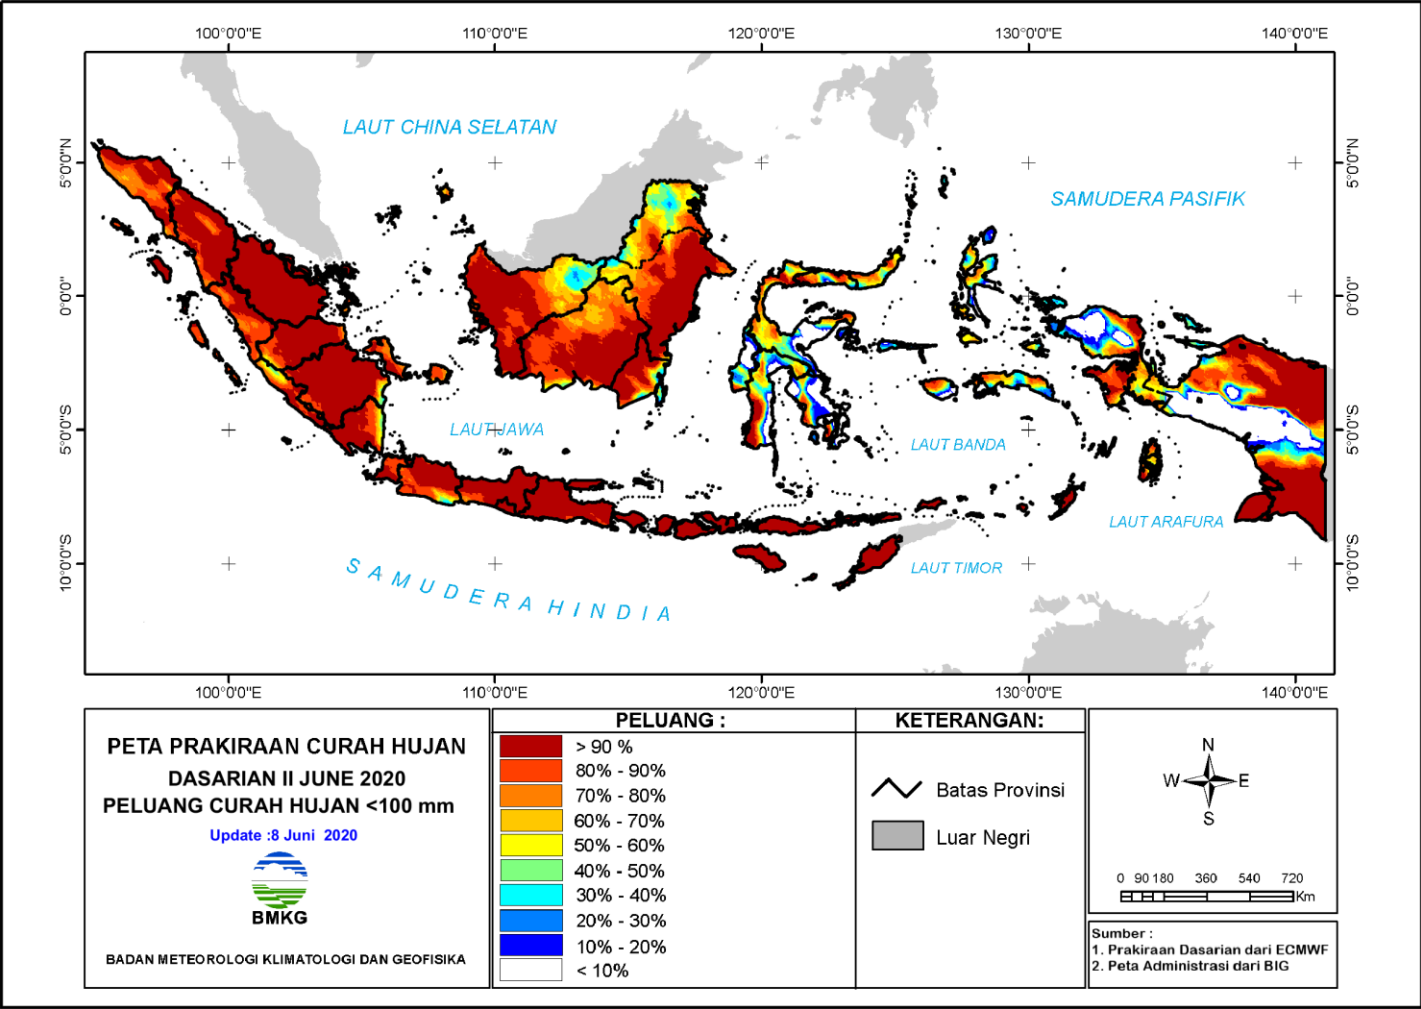 100°0'0"E 110°0'0"E 120°0'0"E 130°0'0"E 140°0'0"E
5°0'0"N 5°0'0"N
0°0'0" 0°0'0"
5°0'0"S 5°0'0"S
10°0'0"S 10°0'0"S
LAUT CHINA SELATAN
SAMUDERA PASIFIK
LAUT JAWA
LAUT BANDA
LAUT ARAFURA
LAUT TIMOR
SAMUDERA HINDIA
100°0'0"E 110°0'0"E 120°0'0"E 130°0'0"E 140°0'0"E
PETA PRAKIRAAN CURAH HUJAN
DASARIAN II JUNE 2020
PELUANG CURAH HUJAN <100 mm
Update :8 Juni 2020
BMKG
BADAN METEOROLOGI KLIMATOLOGI DAN GEOFISIKA
PELUANG :
> 90 %
80% - 90%
70% - 80%
60% - 70%
50% - 60%
40% - 50%
30% - 40%
20% - 30%
10% - 20%
< 10%
KETERANGAN:
Batas Provinsi
Luar Negri
N
W E
S
0 90 180 360 540 720
Km
Sumber :
1. Prakiraan Dasarian dari ECMWF
2. Peta Administrasi dari BIG